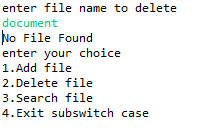 enter file name to delete
document
No File Found
enter your choice
1.Add file
2.Delete file
3.Search file
4.Exit subswitch case